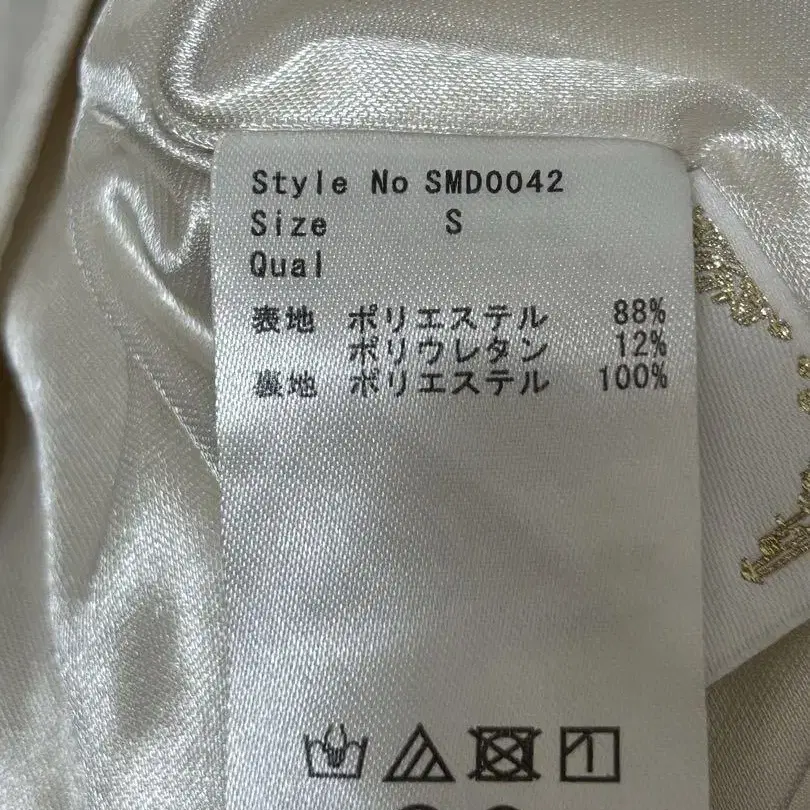 Style No SMD0042
Size S
Qual
表地 ポリエステル 88%
ポリウレタン 12%
裏地 ポリエステル 100%